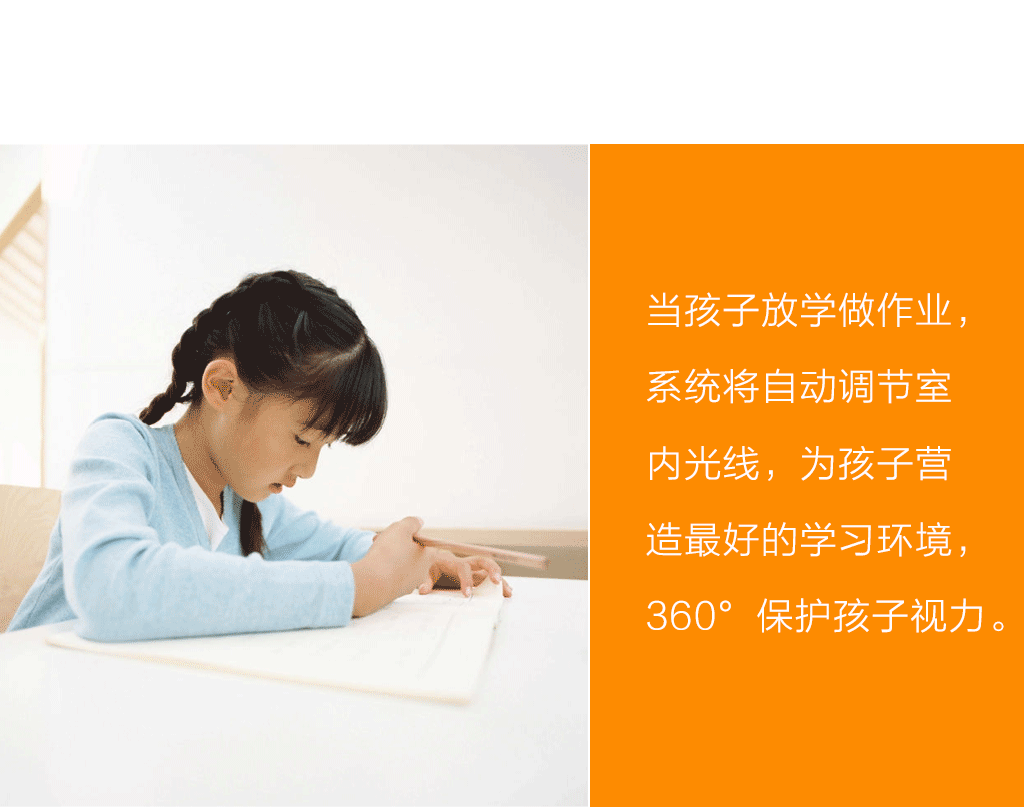 当孩子放学做作业，
系统将自动调节室
内光线，为孩子营
造最好的学习环境，
360°保护孩子视力。